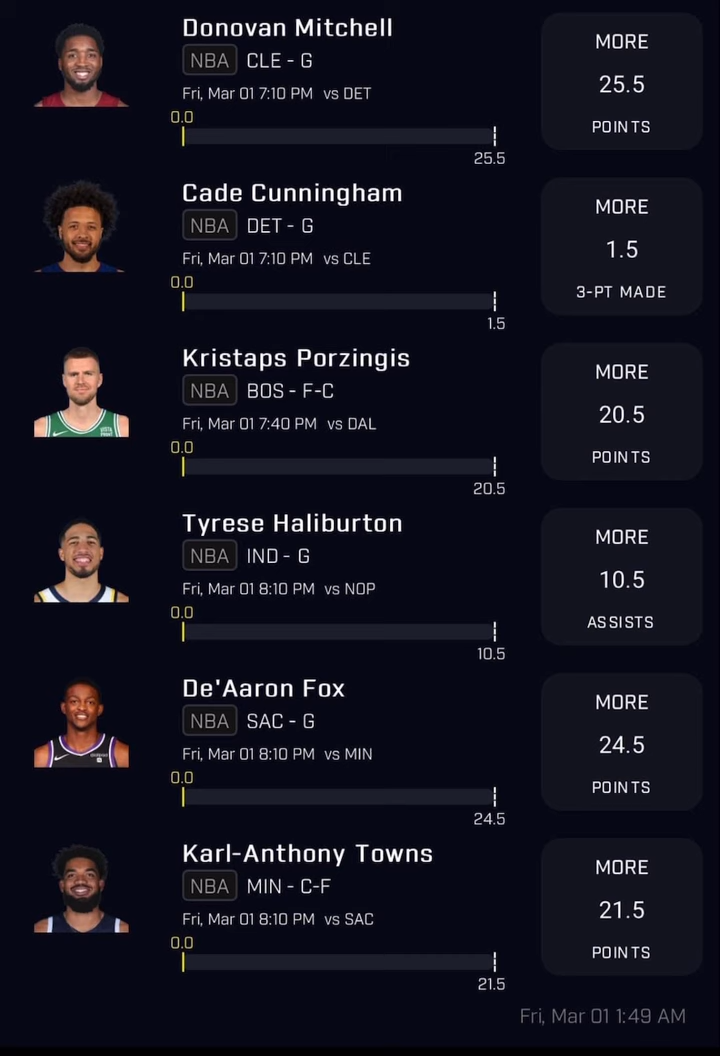 Donovan Mitchell
NBA CLE - G
Fri, Mar 01 7:10 PM vs DET
0.0
25.5
MORE
25.5
POINTS
Cade Cunningham
NBA DET - G
Fri, Mar 01 7:10 PM vs CLE
0.0
1.5
MORE
1.5
3-PT MADE
Kristaps Porzingis
NBA BOS - F-C
Fri, Mar 01 7:40 PM vs DAL
0.0
20.5
MORE
20.5
POINTS
Tyrese Haliburton
NBA IND - G
Fri, Mar 01 8:10 PM vs NOP
0.0
10.5
MORE
10.5
ASSISTS
De'Aaron Fox
NBA SAC - G
Fri, Mar 01 8:10 PM vs MIN
0.0
24.5
MORE
24.5
POINTS
Karl-Anthony Towns
NBA MIN - C-F
Fri, Mar 01 8:10 PM vs SAC
0.0
21.5
MORE
21.5
POINTS
Fri, Mar 01 1:49 AM